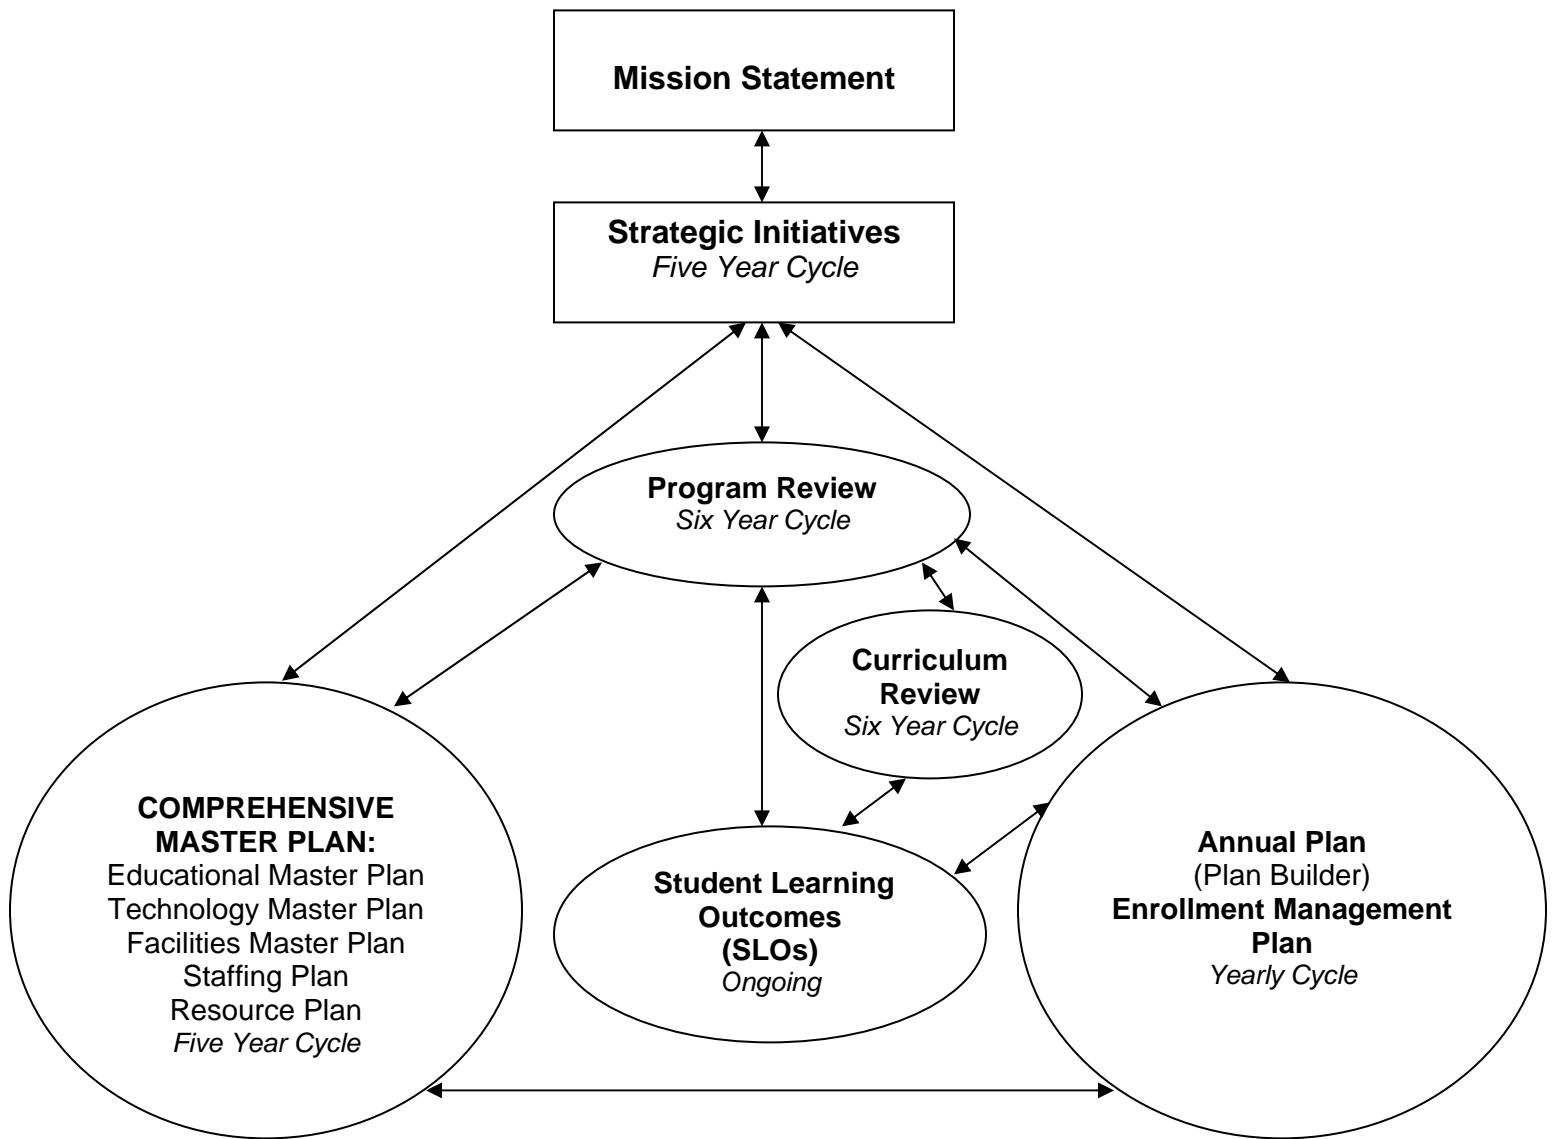 Mission Statement
Strategic Initiatives
Five Year Cycle
Program Review
Six Year Cycle
Curriculum
Review
Six Year Cycle
COMPREHENSIVE
MASTER PLAN:
Educational Master Plan
Technology Master Plan
Facilities Master Plan
Staffing Plan
Resource Plan
Five Year Cycle
Student Learning
Outcomes
(SLOs)
Ongoing
Annual Plan
(Plan Builder)
Enrollment Management
Plan
Yearly Cycle